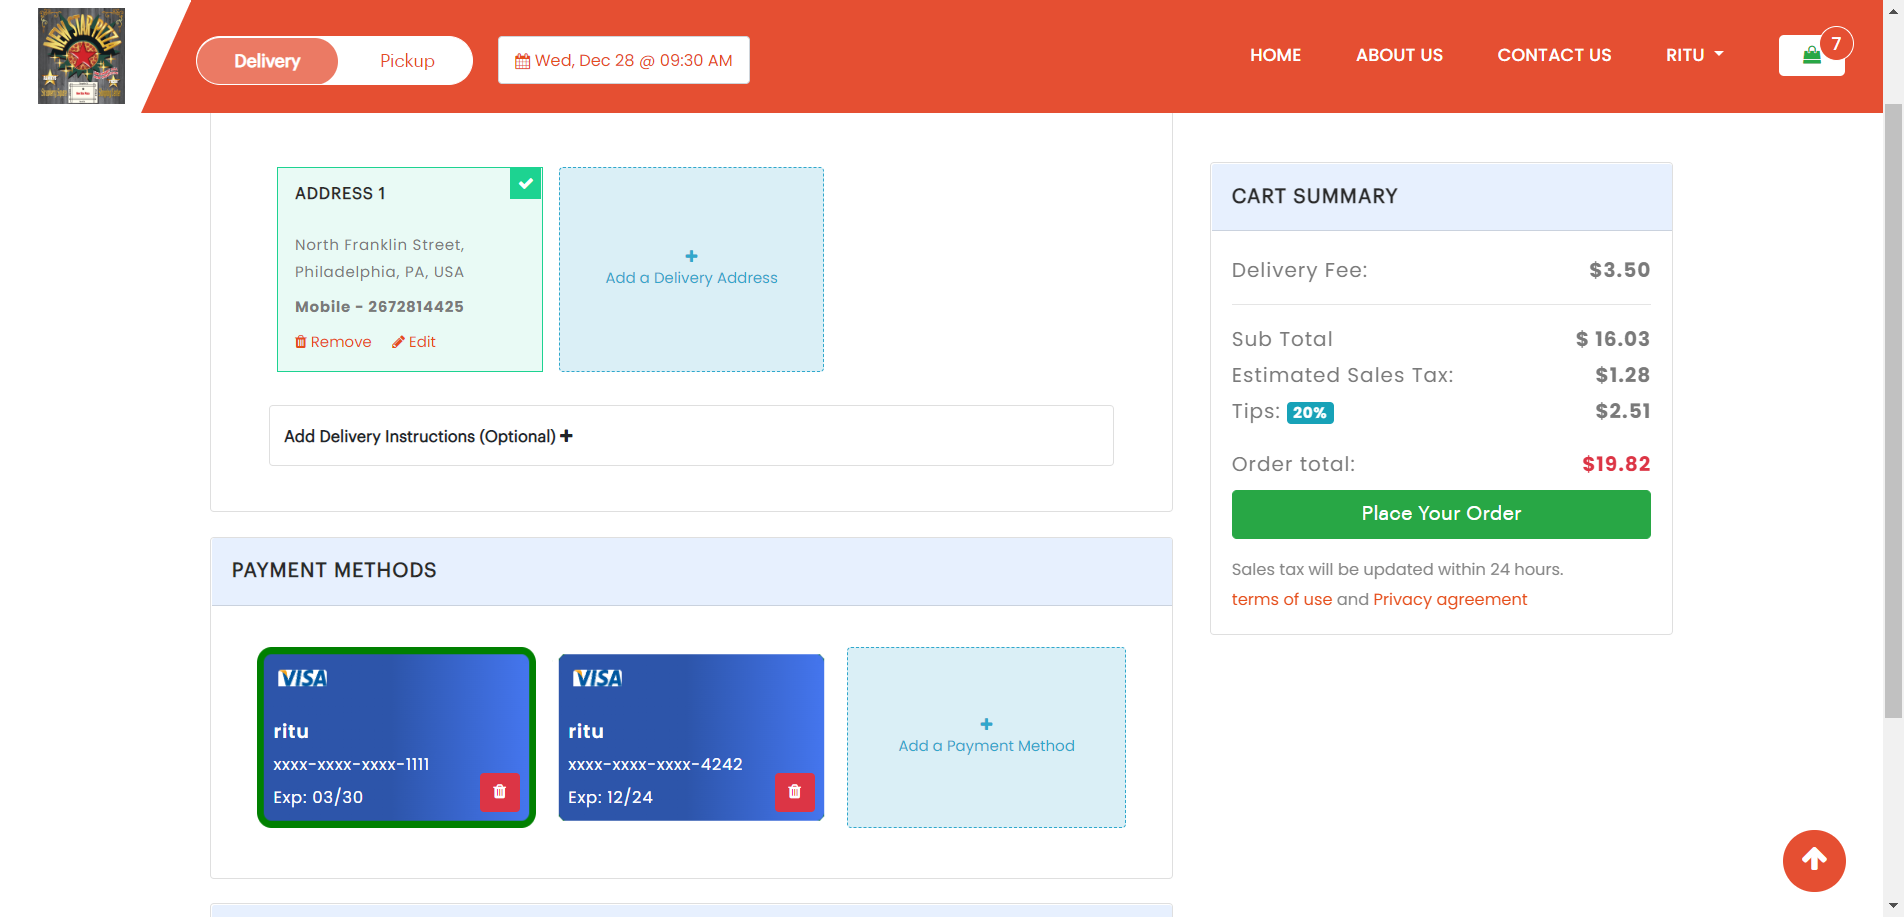 NEW STAR PIZZA
Delivery
Pickup
Wed, Dec 28 @ 09:30 AM
HOME
ABOUT US
CONTACT US
RITU
7
ADDRESS 1
North Franklin Street,
Philadelphia, PA, USA
Mobile - 2672814425
Remove
Edit
Add a Delivery Address
Add Delivery Instructions (Optional)
PAYMENT METHODS
VISA
ritu
xxxx-xxxx-xxxx-1111
Exp: 03/30
VISA
ritu
xxxx-xxxx-xxxx-4242
Exp: 12/24
Add a Payment Method
CART SUMMARY
Delivery Fee: $3.50
Sub Total $ 16.03
Estimated Sales Tax: $1.28
Tips: 20% $2.51
Order total: $19.82
Place Your Order
Sales tax will be updated within 24 hours.
terms of use and Privacy agreement